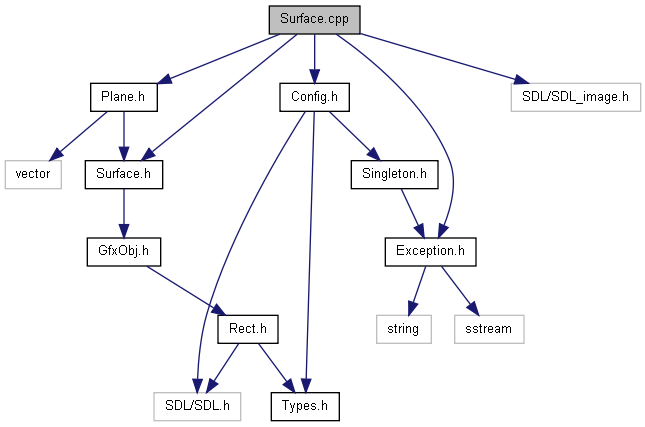 Surface.cpp
Plane.h
Config.h
SDL/SDL_image.h
vector
Surface.h
Singleton.h
GfxObj.h
Exception.h
Rect.h
string
sstream
SDL/SDL.h
Types.h